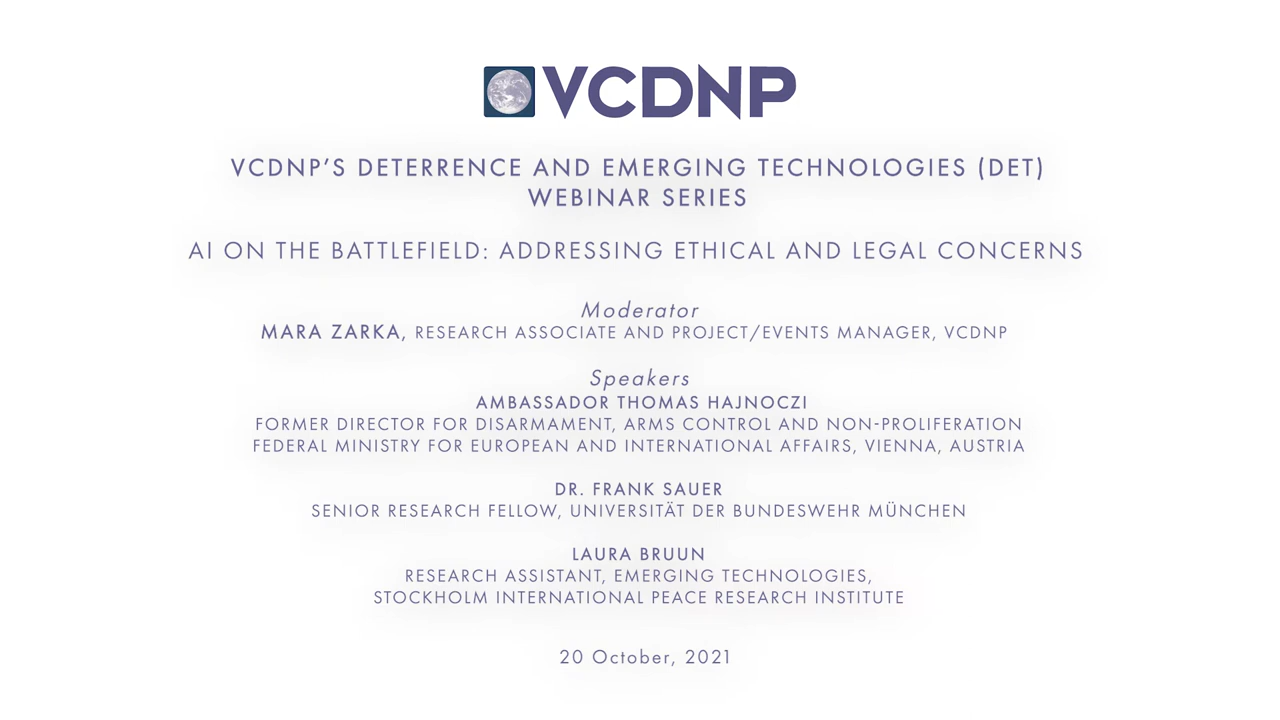 VCDNP
VCDNP'S DETERRENCE AND EMERGING TECHNOLOGIES (DET)
WEBINAR SERIES
AI ON THE BATTLEFIELD: ADDRESSING ETHICAL AND LEGAL CONCERNS
Moderator
MARA ZARKA, RESEARCH ASSOCIATE AND PROJECT/EVENTS MANAGER, VCDNP
Speakers
AMBASSADOR THOMAS HAJNOCZI
FORMER DIRECTOR FOR DISARMAMENT, ARMS CONTROL AND NON-PROLIFERATION
FEDERAL MINISTRY FOR EUROPEAN AND INTERNATIONAL AFFAIRS, VIENNA, AUSTRIA
DR. FRANK SAUER
SENIOR RESEARCH FELLOW, UNIVERSITÄT DER BUNDESWEHR MÜNCHEN
LAURA BRUUN
RESEARCH ASSISTANT, EMERGING TECHNOLOGIES,
STOCKHOLM INTERNATIONAL PEACE RESEARCH INSTITUTE
20 October, 2021